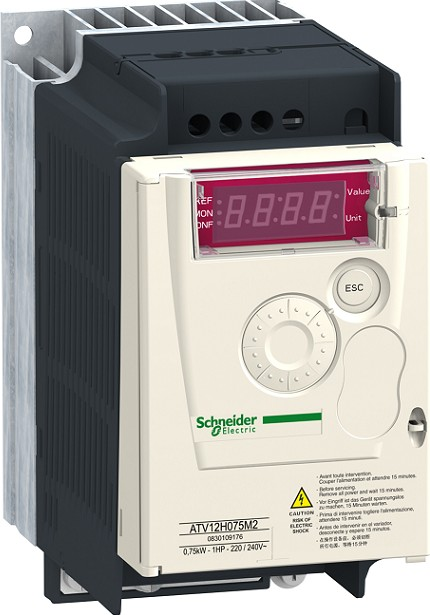 REF
MON
CONF
Value
Unit
8.8.8.8.
ESC
Schneider
Electric
ATV12H075M2
0830109176
0,75kW - 1HP - 220 / 240V~
CAUTION
RISK OF
ELECTRIC
SHOCK
- Avant toute intervention.
Couper l'alimentation et attendre 15 minutes.
- Before servicing.
Remove all power and wait 15 minutes.
- Vor Eingriff ist das Gerät spannungslos
zu machen, 15 Minuten warten.
- Prima di intervenire togliere l'alimentazione,
attendere 15 minuti.
- Antes de intervenir en el variador,
desconecte y espere 15 minutos.